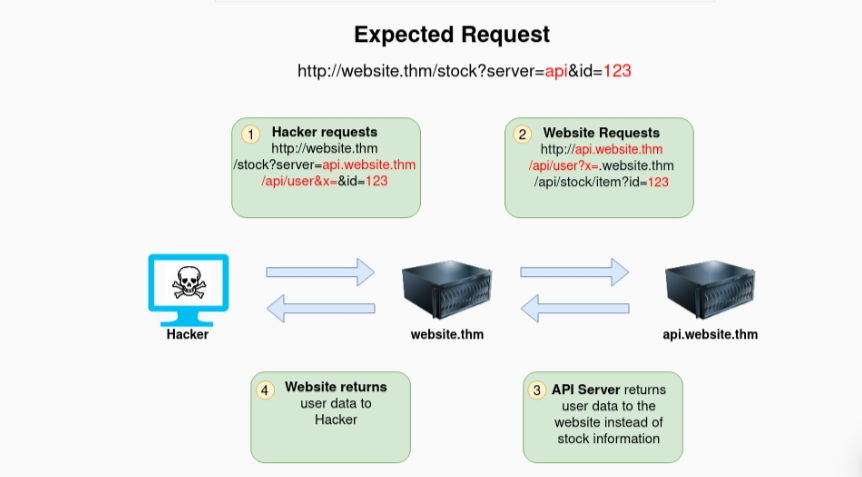 Expected Request
http://website.thm/stock?server=api&id=123
1 Hacker requests
http://website.thm
/stock?server=api.website.thm
/api/user&x=&id=123
2 Website Requests
http://api.website.thm
/api/user?x=.website.thm
/api/stock/item?id=123
Hacker
website.thm
api.website.thm
4 Website returns
user data to
Hacker
3 API Server returns
user data to the
website instead of
stock information